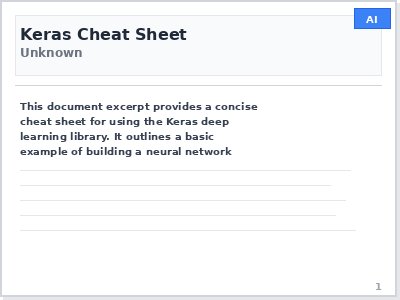 AI
Keras Cheat Sheet
Unknown
This document excerpt provides a concise
cheat sheet for using the Keras deep
learning library. It outlines a basic
example of building a neural network
1